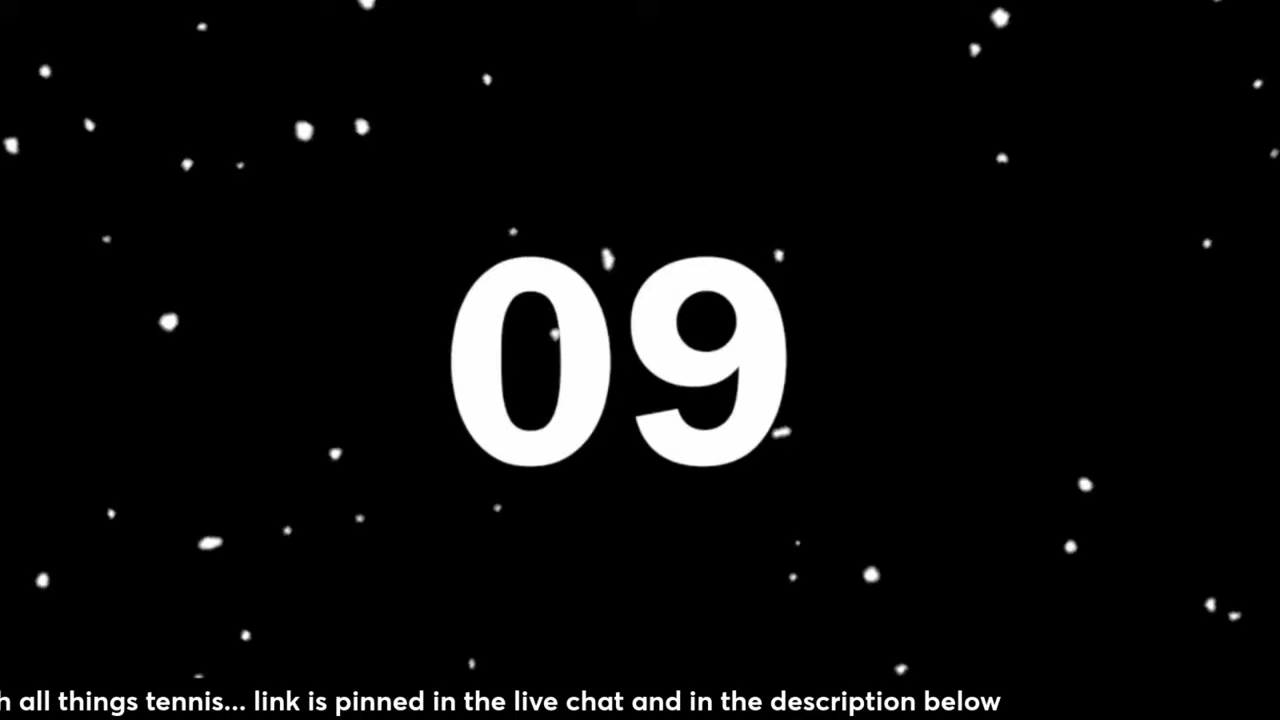 09
all things tennis... link is pinned in the live chat and in the description below